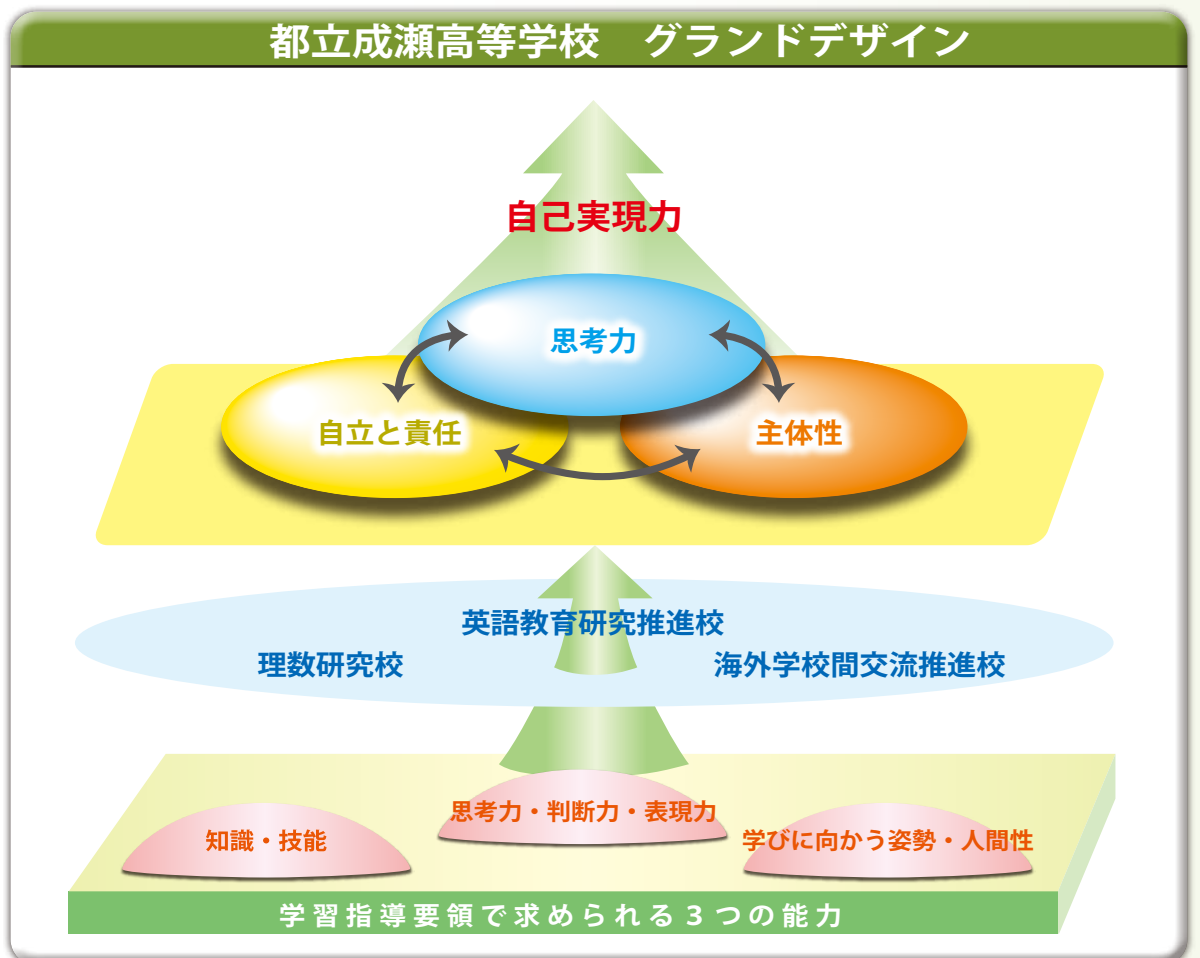 都立成瀬高等学校　グランドデザイン
自己実現力
思考力
自立と責任
主体性
英語教育研究推進校
理数研究校
海外学校間交流推進校
思考力・判断力・表現力
知識・技能
学びに向かう姿勢・人間性
学習指導要領で求められる３つの能力